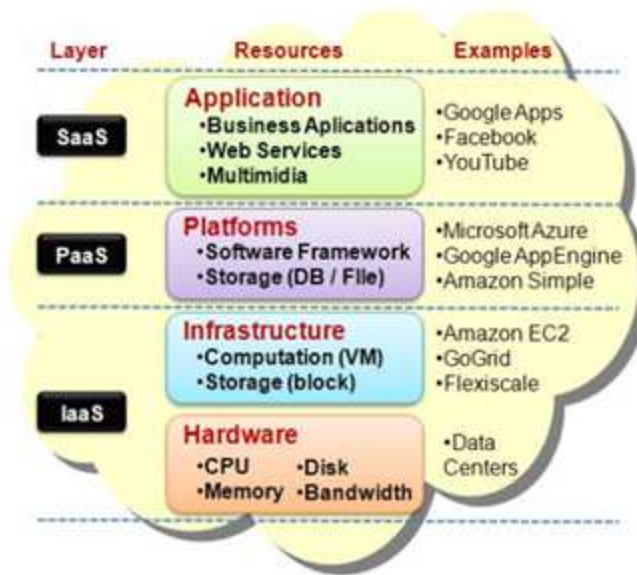 Layer Resources Examples
SaaS
Application
•Business Aplications
•Web Services
•Multimidia
•Google Apps
•Facebook
•YouTube
PaaS
Platforms
•Software Framework
•Storage (DB / File)
•Microsoft Azure
•Google AppEngine
•Amazon Simple
IaaS
Infrastructure
•Computation (VM)
•Storage (block)
•Amazon EC2
•GoGrid
•Flexiscale
Hardware
•CPU •Disk
•Memory •Bandwidth
•Data
Centers